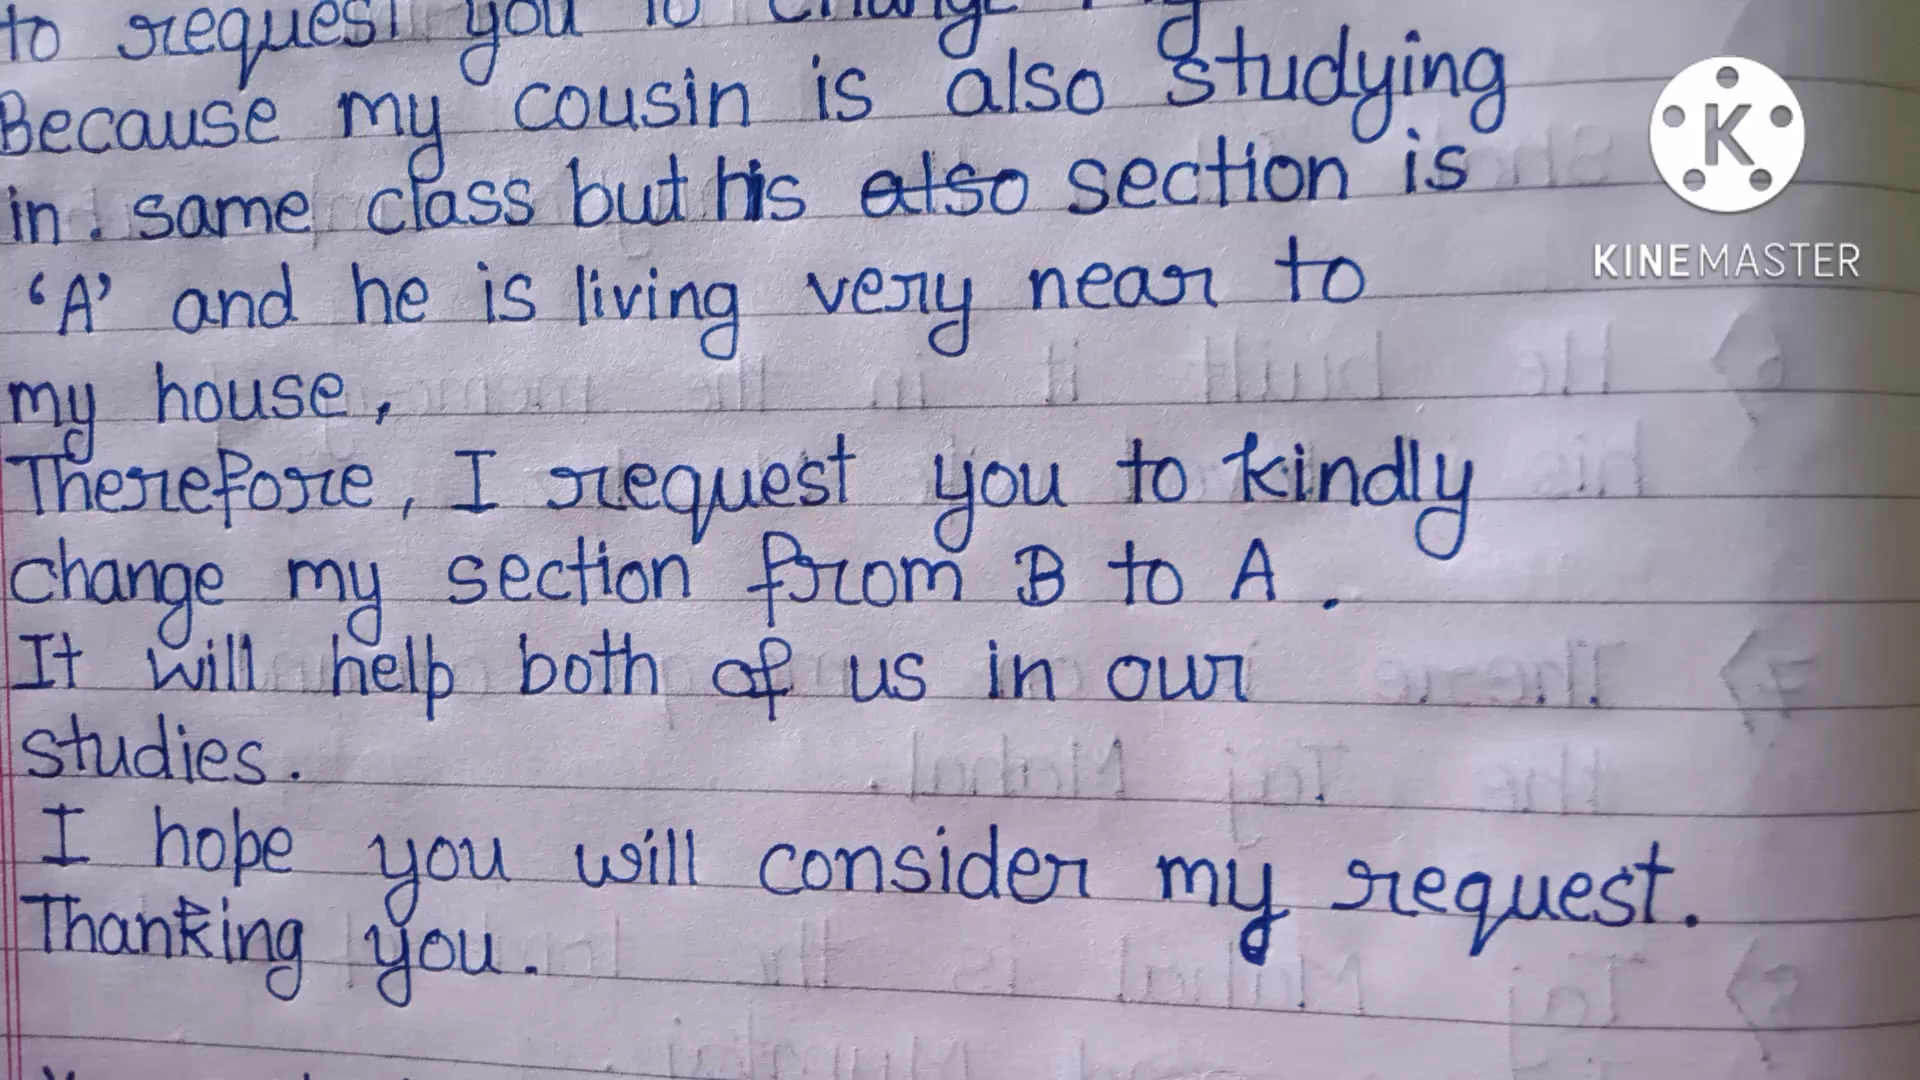 to request you to change my
Because my cousin is also studying
in. same class but his also section is
‘A’ and he is living very near to
my house,
Therefore, I request you to kindly
change my section from B to A.
It will help both of us in our
studies.
I hope you will consider my request.
Thanking you.
K
KINEMASTER